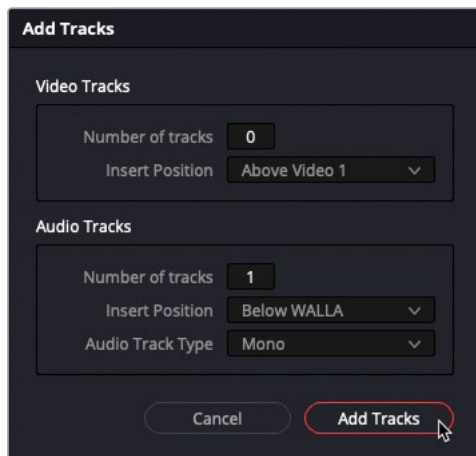 Add Tracks
Video Tracks
Number of tracks 0
Insert Position Above Video 1
Audio Tracks
Number of tracks 1
Insert Position Below WALLA
Audio Track Type Mono
Cancel Add Tracks